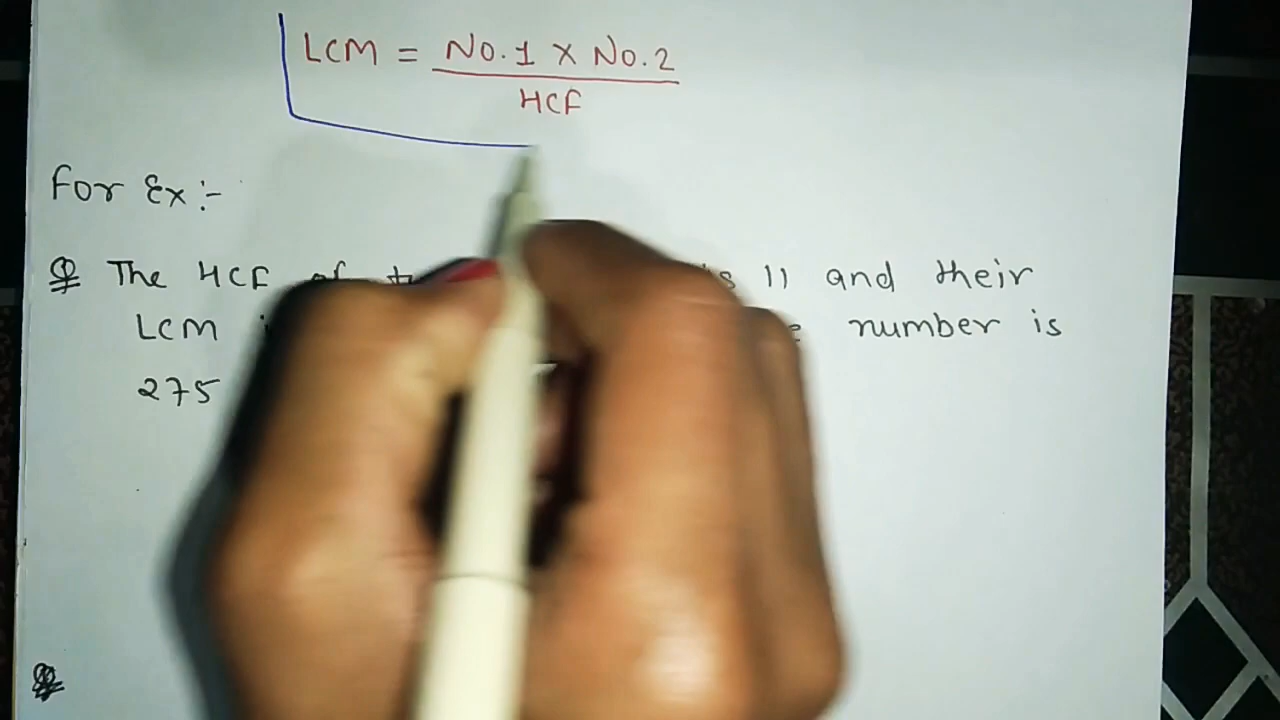 LCM = No.1 X No.2
HCF
For Ex :-
Q The HCF of 11 and their
LCM number is
275